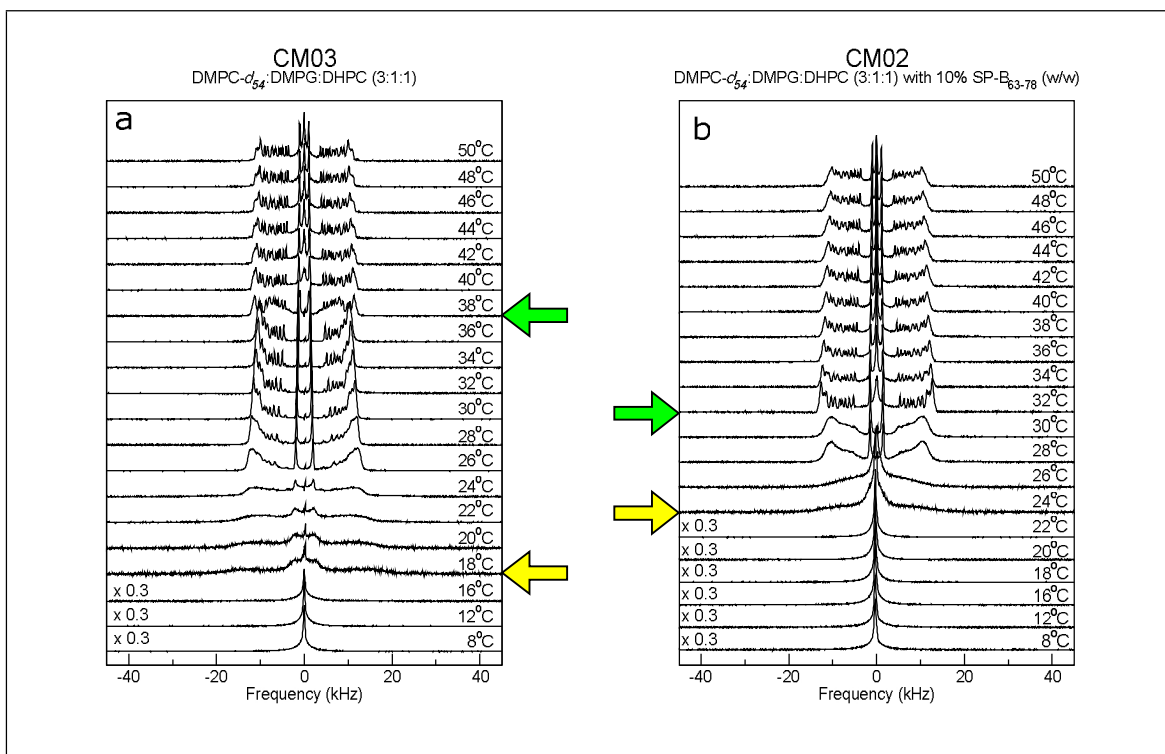 CM03
DMPC-d54:DMPG:DHPC (3:1:1)
a
50°C
48°C
46°C
44°C
42°C
40°C
38°C
36°C
34°C
32°C
30°C
28°C
26°C
24°C
22°C
20°C
18°C
x 0.3 16°C
x 0.3 12°C
x 0.3 8°C
-40 -20 0 20 40
Frequency (kHz)
CM02
DMPC-d54:DMPG:DHPC (3:1:1) with 10% SP-B63-78 (w/w)
b
50°C
48°C
46°C
44°C
42°C
40°C
38°C
36°C
34°C
32°C
30°C
28°C
26°C
24°C
x 0.3 22°C
x 0.3 20°C
x 0.3 18°C
x 0.3 16°C
x 0.3 12°C
x 0.3 8°C
-40 -20 0 20 40
Frequency (kHz)